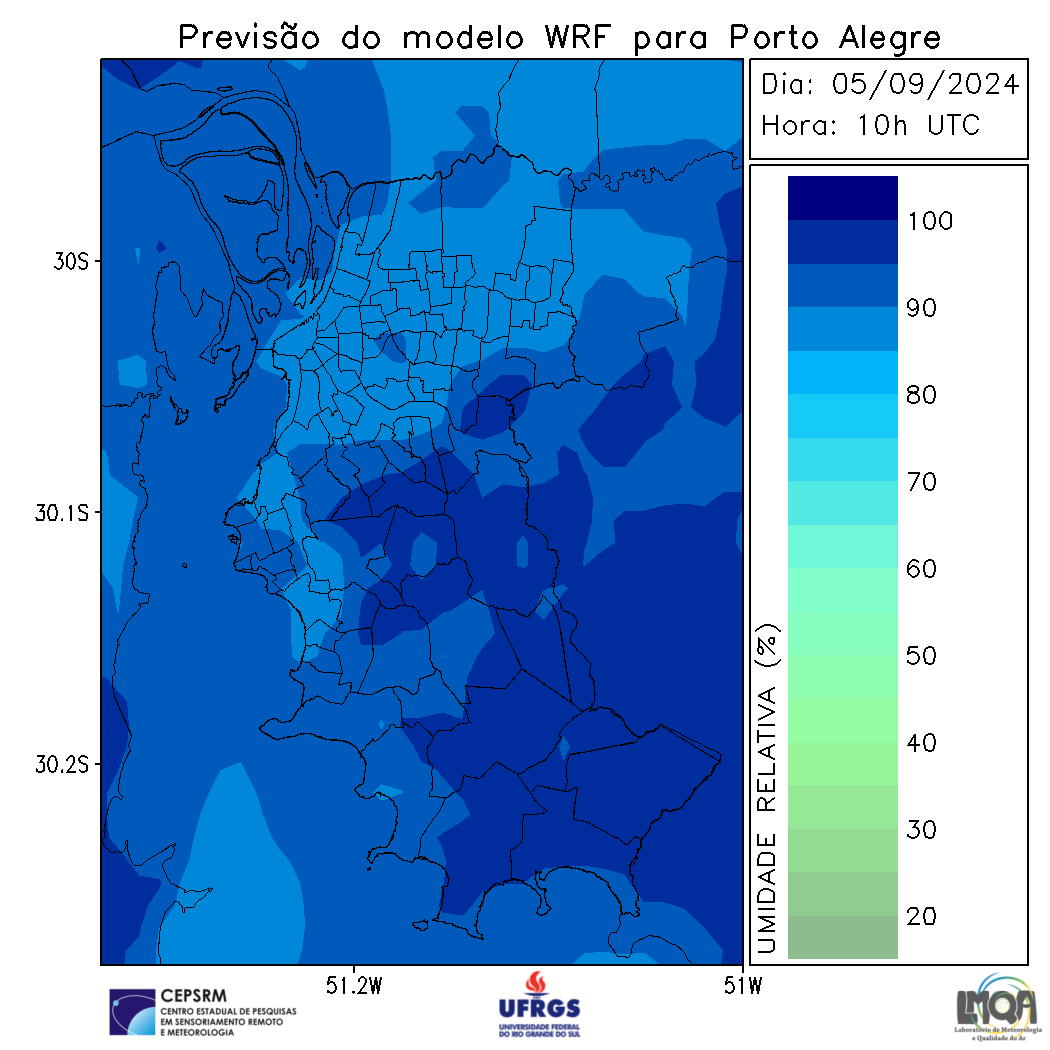 Previsão do modelo WRF para Porto Alegre
Dia: 05/09/2024
Hora: 10h UTC
30S
30.1S
30.2S
51.2W
51W
UMIDADE RELATIVA (%)
100
90
80
70
60
50
40
30
20
CEPSRM
CENTRO ESTADUAL DE PESQUISAS
EM SENSORIAMENTO REMOTO
E METEOROLOGIA
UFRGS
UNIVERSIDADE FEDERAL
DO RIO GRANDE DO SUL
LMQA
Laboratório de Meteorologia
e Qualidade do Ar